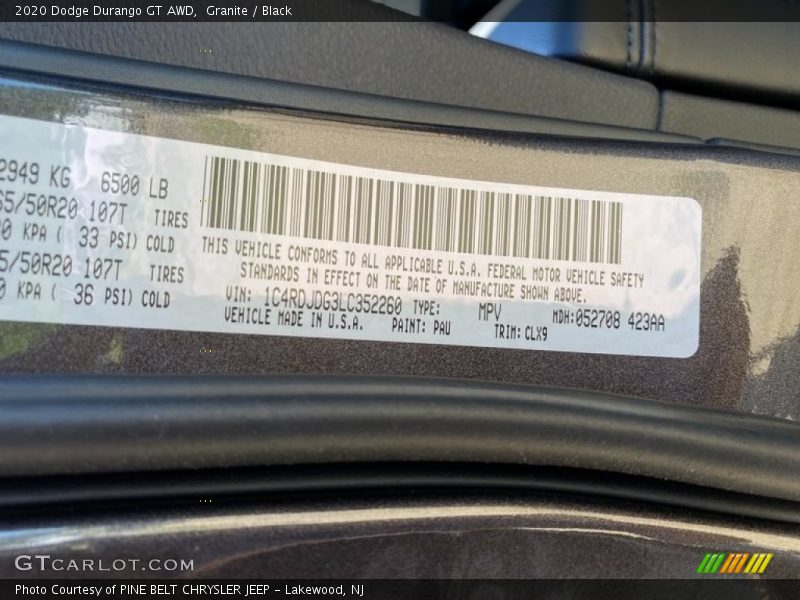 2020 Dodge Durango GT AWD, Granite / Black
2949 KG 6500 LB
65/50R20 107T TIRES
KPA ( 33 PSI) COLD
5/50R20 107T TIRES
KPA ( 36 PSI) COLD
THIS VEHICLE CONFORMS TO ALL APPLICABLE U.S.A. FEDERAL MOTOR VEHICLE SAFETY
STANDARDS IN EFFECT ON THE DATE OF MANUFACTURE SHOWN ABOVE.
VIN: 1C4RDJDG3LC352260 TYPE: MPV MDH:052708 423AA
VEHICLE MADE IN U.S.A. PAINT: PAU TRIM: CLX9
GTCARLOT.COM
Photo Courtesy of PINE BELT CHRYSLER JEEP - Lakewood, NJ